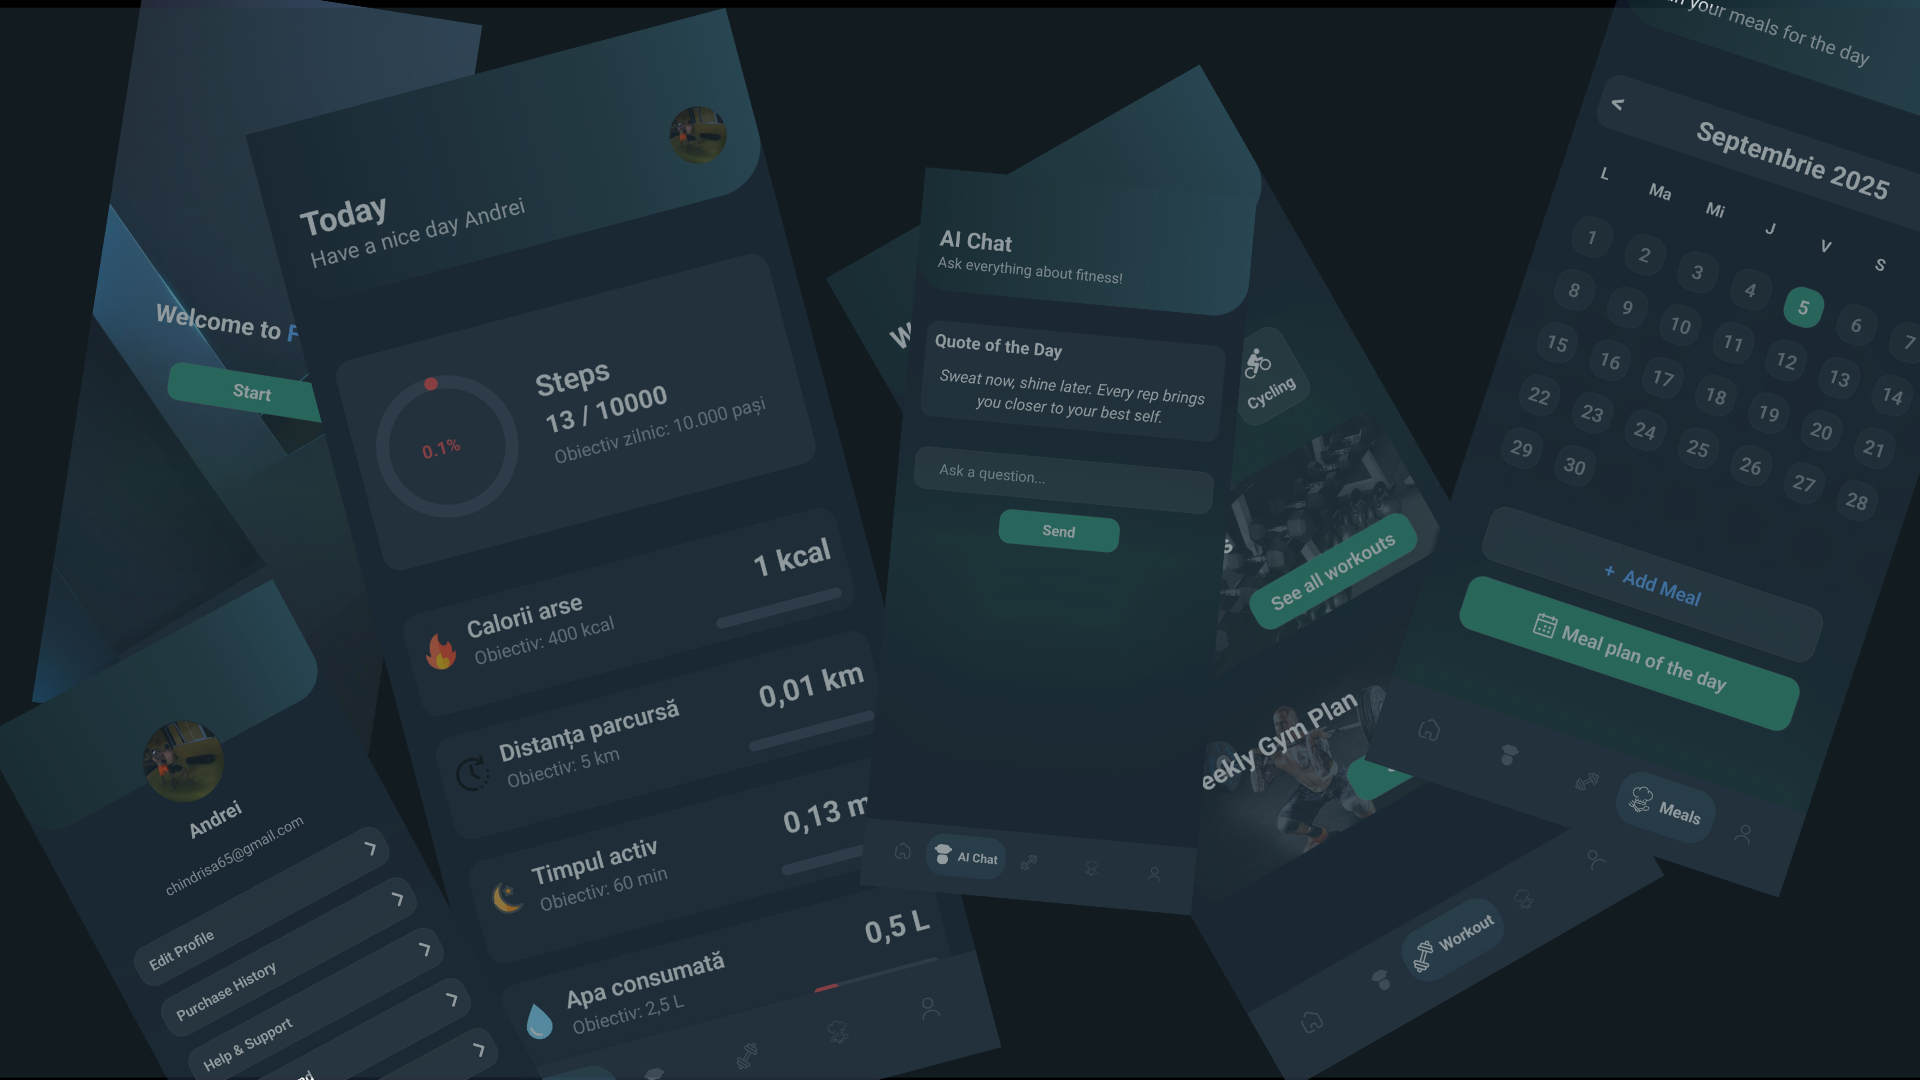 Welcome to
Start
Today
Have a nice day Andrei
Steps
13 / 10000
Obiectiv zilnic: 10.000 pași
0.1%
Calorii arse
Obiectiv: 400 kcal
1 kcal
Distanța parcursă
Obiectiv: 5 km
0,01 km
Timpul activ
Obiectiv: 60 min
0,13 m
Apa consumată
Obiectiv: 2,5 L
0,5 L
Andrei
chindrisa65@gmail.com
Edit Profile
Purchase History
Help & Support
AI Chat
Ask everything about fitness!
Quote of the Day
Sweat now, shine later. Every rep brings
you closer to your best self.
Ask a question...
Send
AI Chat
Cycling
See all workouts
eekly Gym Plan
Workout
your meals for the day
<
Septembrie 2025
L Ma Mi J V S
1 2 3 4 5 6 7
8 9 10 11 12 13 14
15 16 17 18 19 20 21
22 23 24 25 26 27 28
29 30
+ Add Meal
Meal plan of the day
Meals